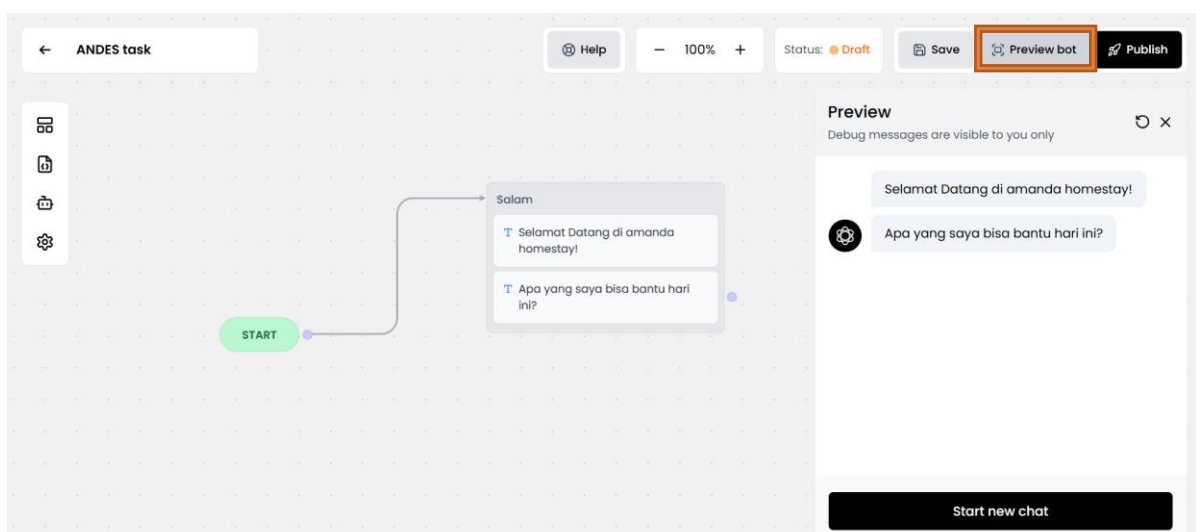 ANDES task
Help
100%
Status: Draft
Save
Preview bot
Publish
Preview
Debug messages are visible to you only
Salam
T Selamat Datang di amanda
homestay!
T Apa yang saya bisa bantu hari
ini?
START
Selamat Datang di amanda homestay!
Apa yang saya bisa bantu hari ini?
Start new chat